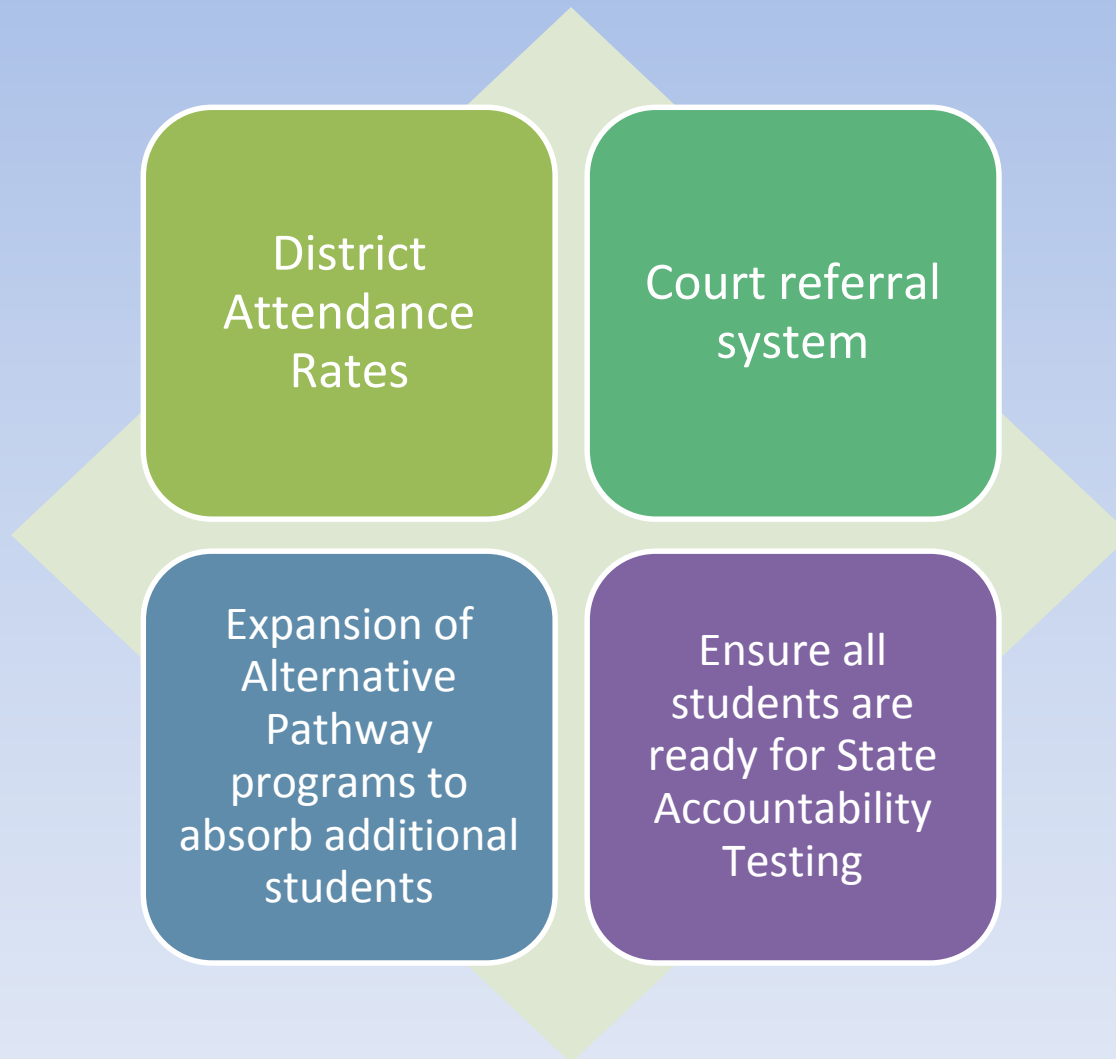 District
Attendance
Rates
Court referral
system
Expansion of
Alternative
Pathway
programs to
absorb additional
students
Ensure all
students are
ready for State
Accountability
Testing